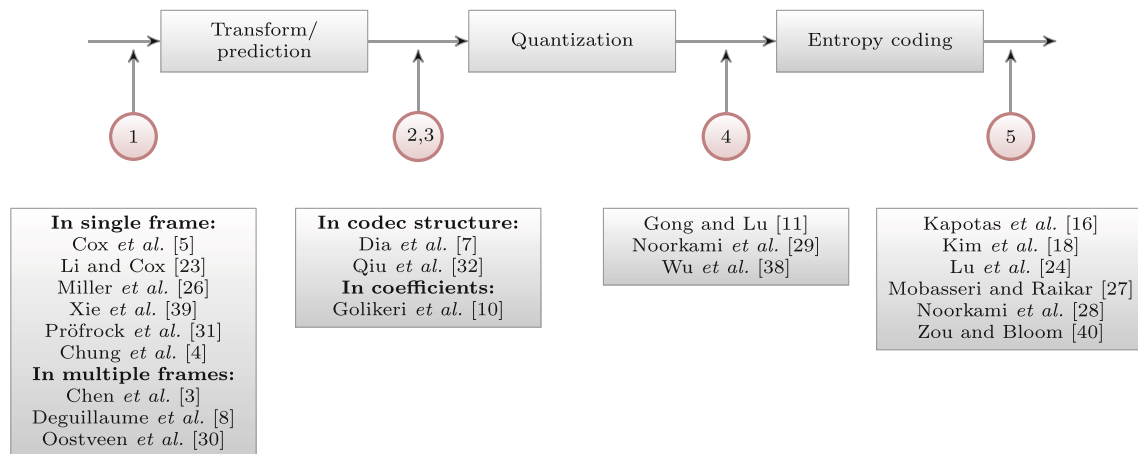 Transform/
prediction
Quantization
Entropy coding
1
2,3
4
5
In single frame:
Cox et al. [5]
Li and Cox [23]
Miller et al. [26]
Xie et al. [39]
Pröfrock et al. [31]
Chung et al. [4]
In multiple frames:
Chen et al. [3]
Deguillaume et al. [8]
Oostveen et al. [30]
In codec structure:
Dia et al. [7]
Qiu et al. [32]
In coefficients:
Golikeri et al. [10]
Gong and Lu [11]
Noorkami et al. [29]
Wu et al. [38]
Kapotas et al. [16]
Kim et al. [18]
Lu et al. [24]
Mobasseri and Raikar [27]
Noorkami et al. [28]
Zou and Bloom [40]